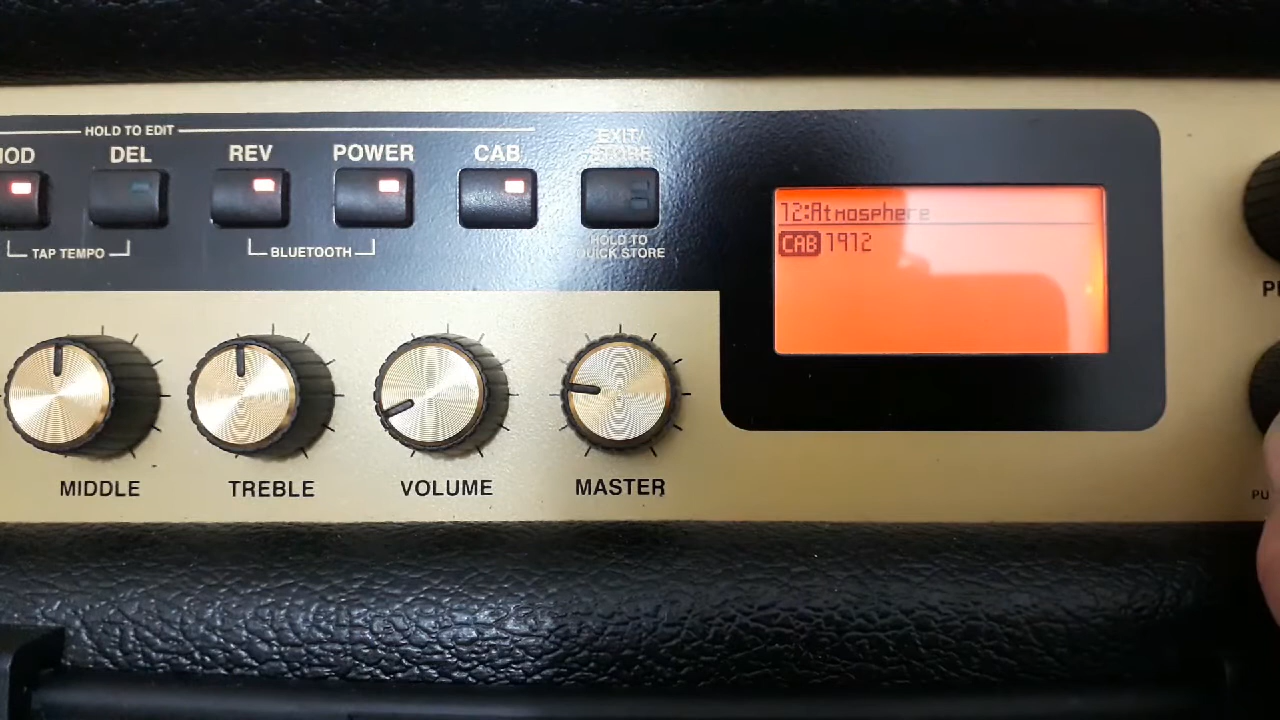 HOLD TO EDIT
MOD DEL REV POWER CAB EXIT/
STORE
TAP TEMPO BLUETOOTH HOLD TO
QUICK STORE
12:Atmosphere
CAB 1912
MIDDLE TREBLE VOLUME MASTER